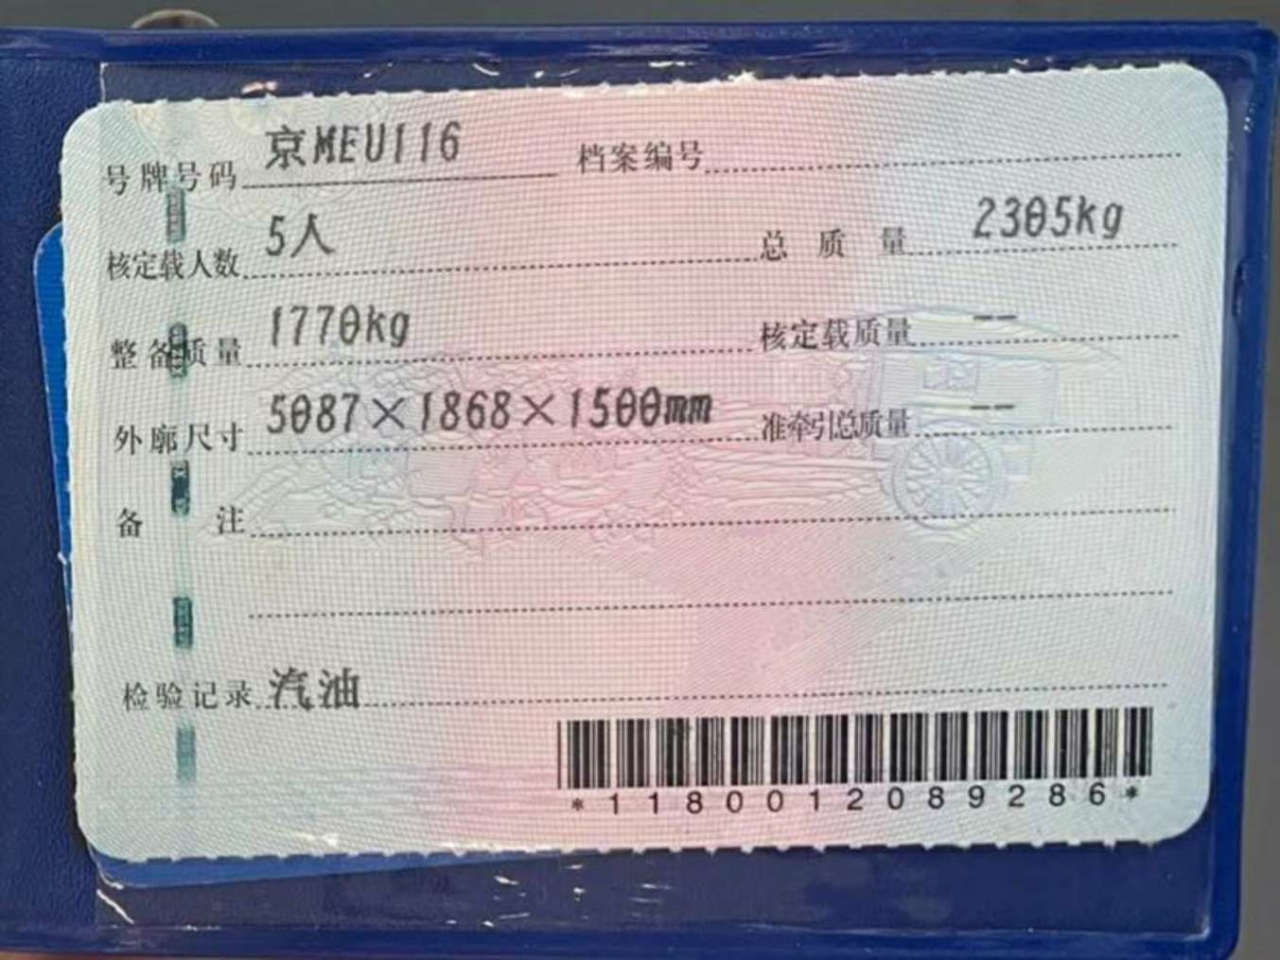 号牌号码 京MEU116 档案编号
核定载人数 5人 总质量 2305kg
整备质量 1770kg 核定载质量 --
外廓尺寸 5087×1868×1500mm 准牵引总质量 --
备注
检验记录 汽油
*1180012089286*